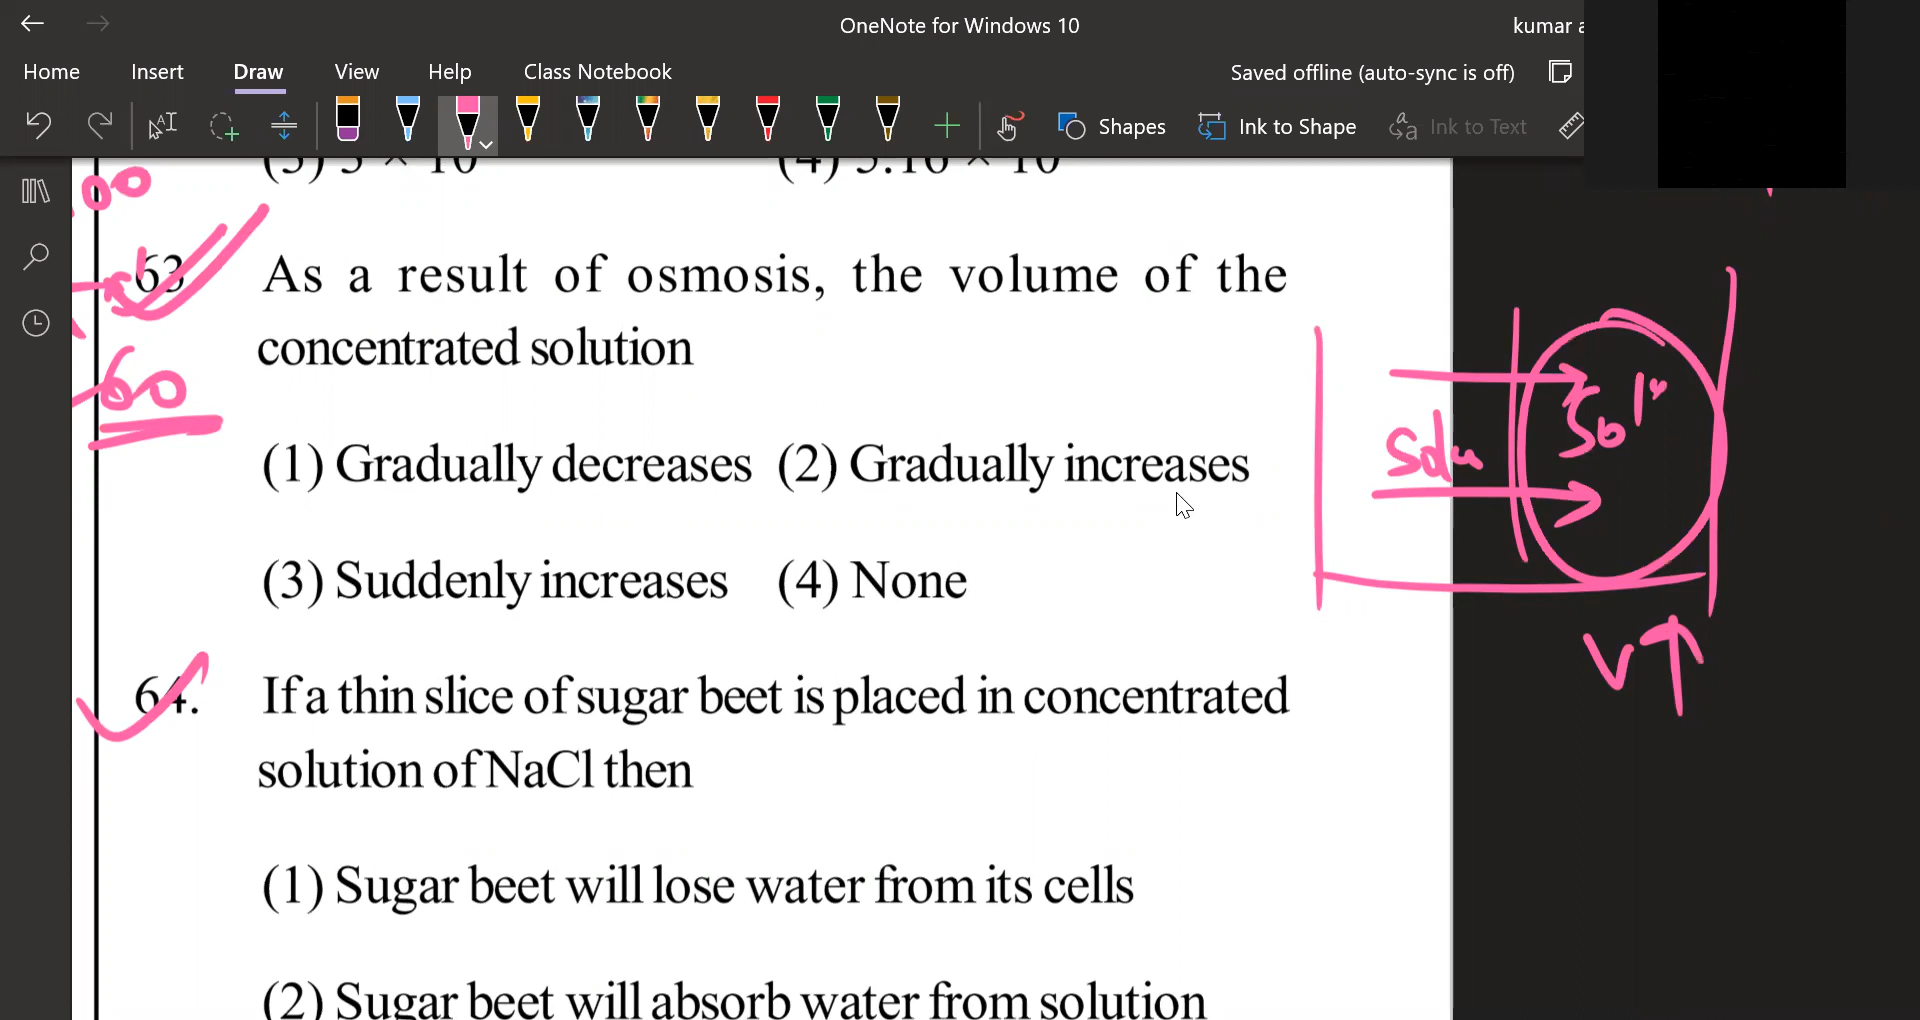 OneNote for Windows 10
kumar a
Home Insert Draw View Help Class Notebook
Saved offline (auto-sync is off)
Shapes Ink to Shape Ink to Text
00
63 As a result of osmosis, the volume of the
concentrated solution
60
(1) Gradually decreases (2) Gradually increases
(3) Suddenly increases (4) None
V↑
64. If a thin slice of sugar beet is placed in concentrated
solution of NaCl then
(1) Sugar beet will lose water from its cells
(2) Sugar beet will absorb water from solution